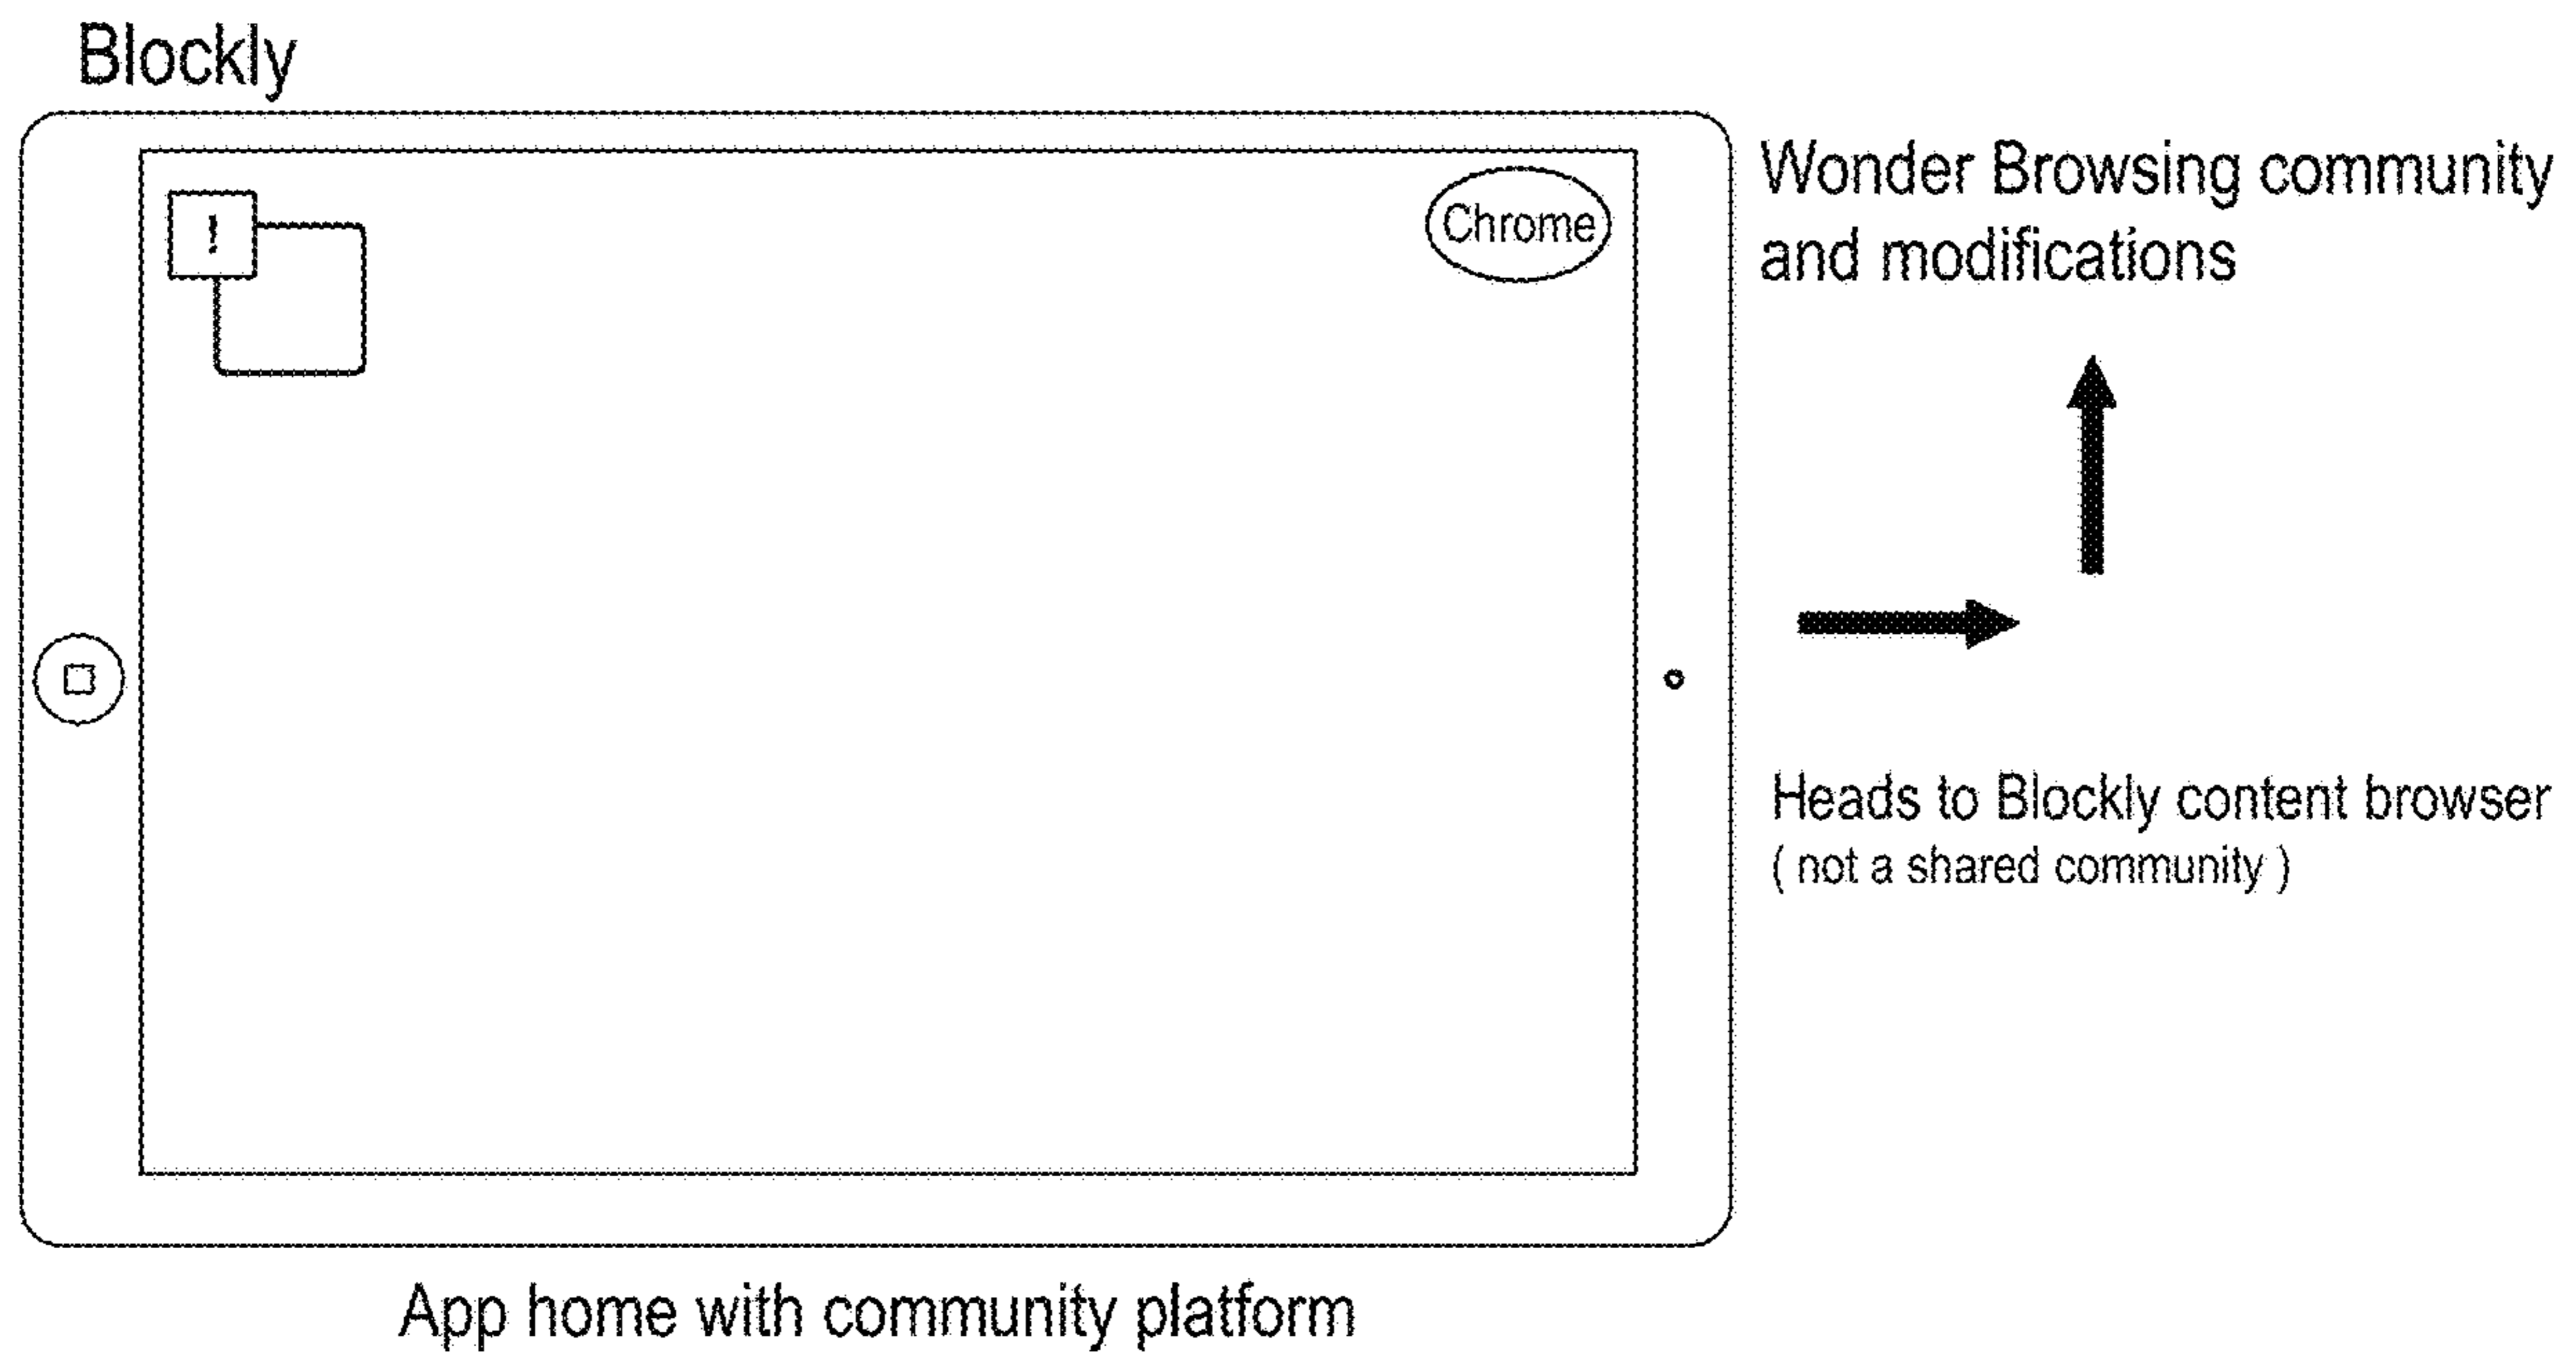 Blockly
!
Chrome
Wonder Browsing community
and modifications
Heads to Blockly content browser
( not a shared community )
App home with community platform